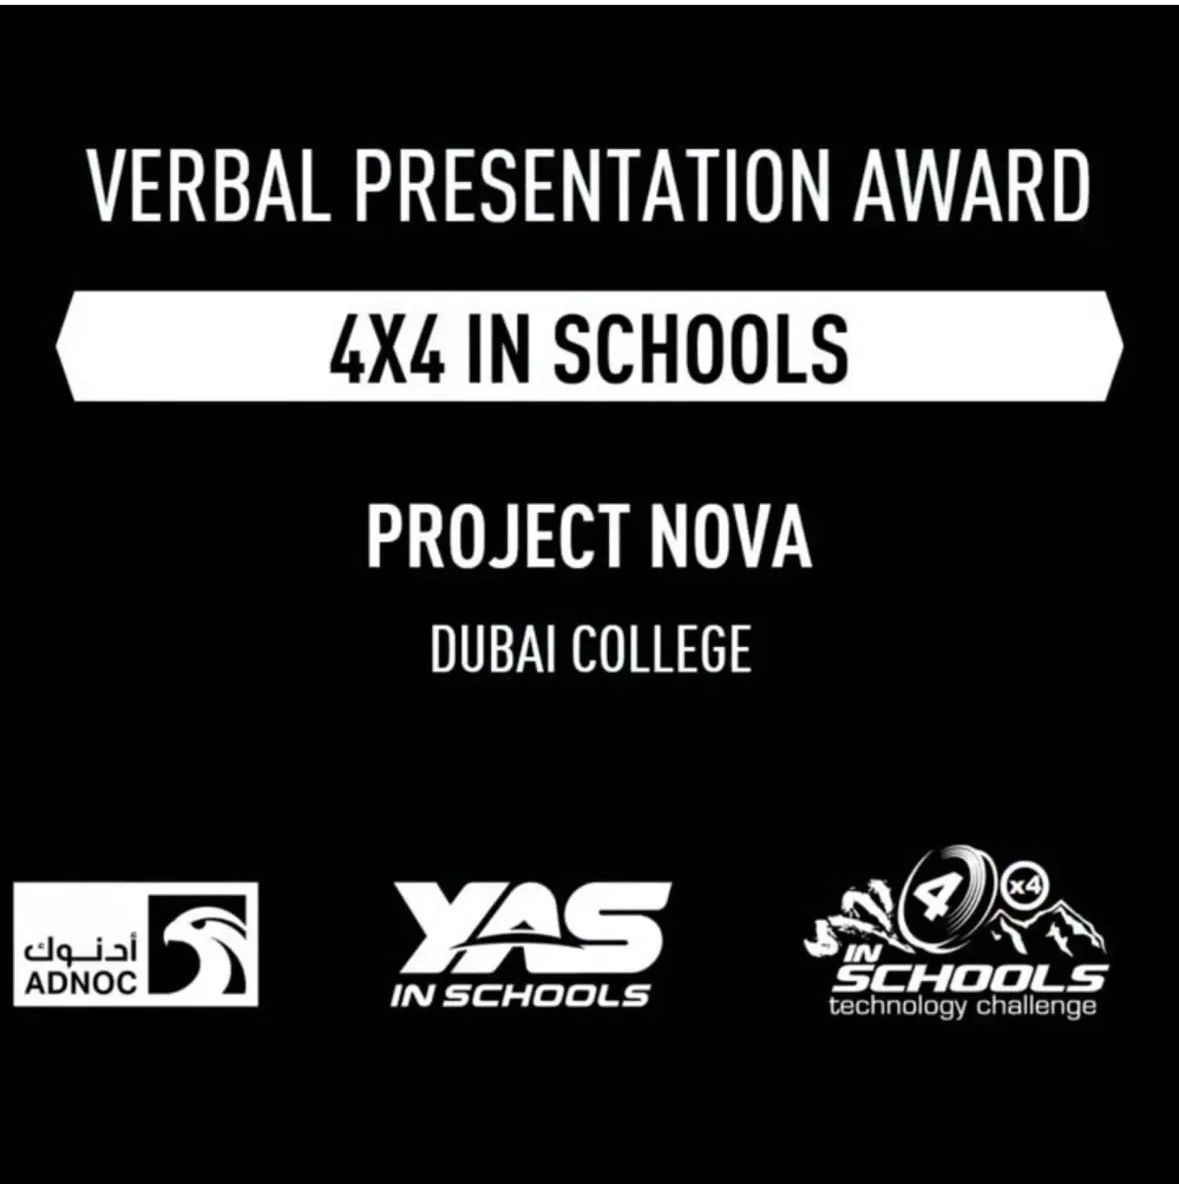 VERBAL PRESENTATION AWARD
4X4 IN SCHOOLS
PROJECT NOVA
DUBAI COLLEGE
أدنوك
ADNOC
YAS
IN SCHOOLS
4 x4
IN
SCHOOLS
technology challenge